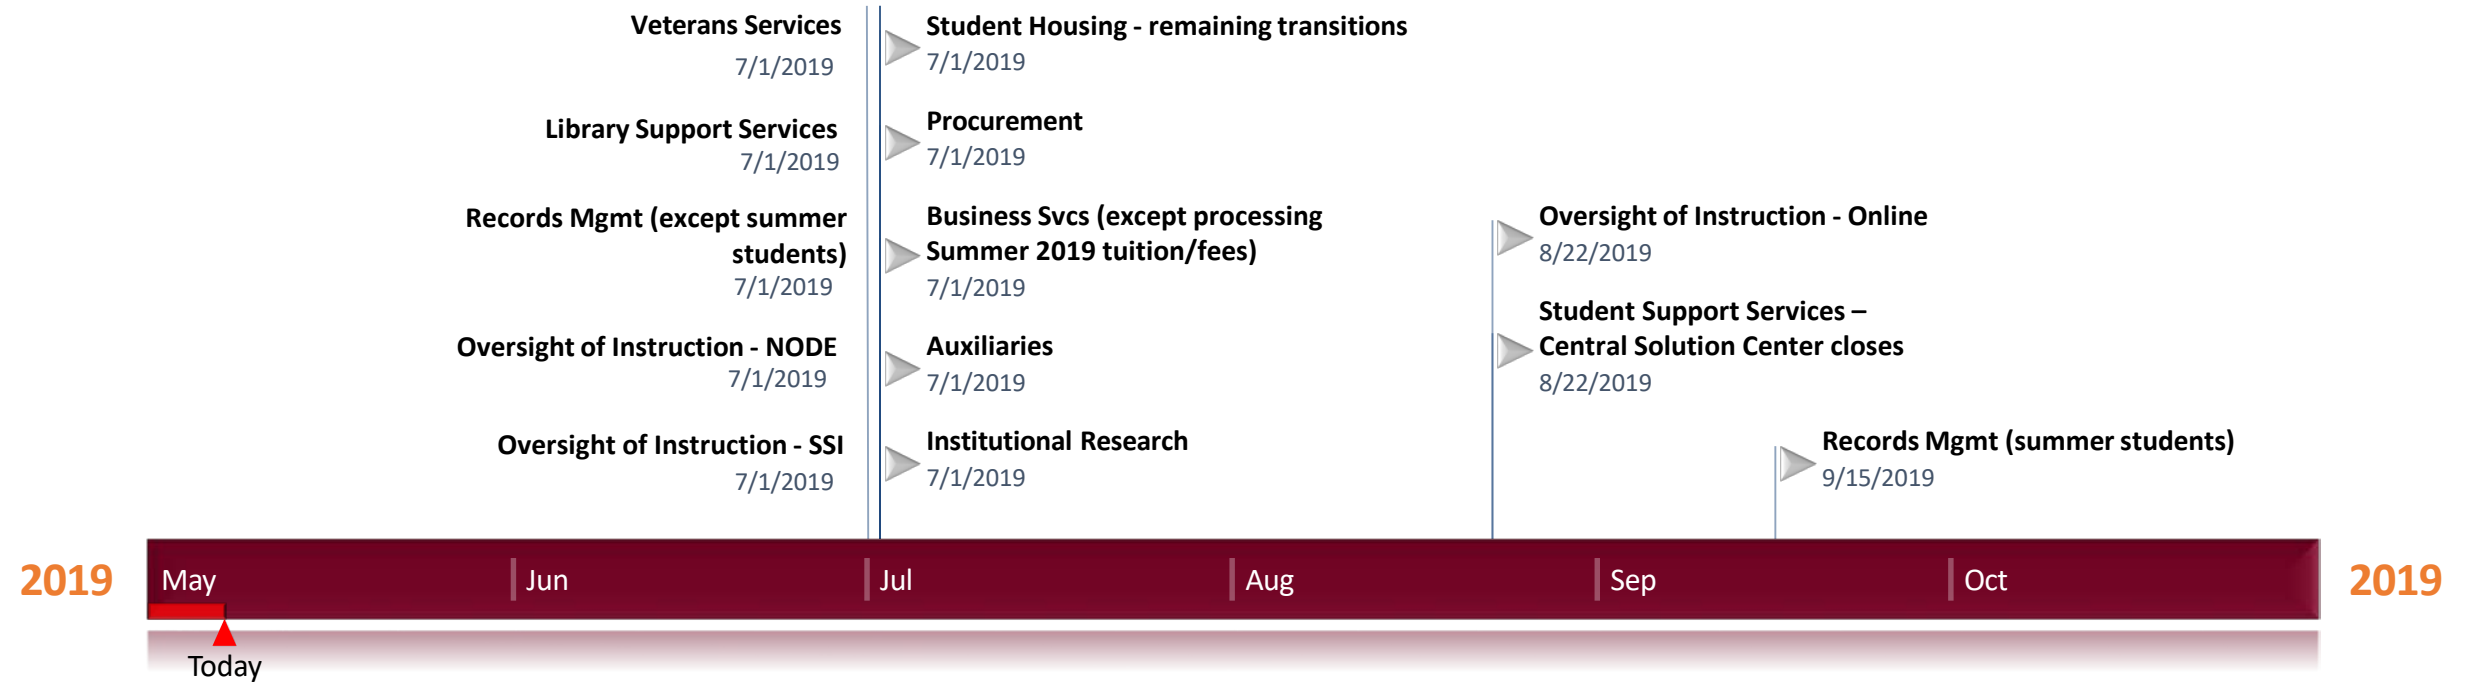 Veterans Services
7/1/2019
Library Support Services
7/1/2019
Records Mgmt (except summer
students)
7/1/2019
Oversight of Instruction - NODE
7/1/2019
Oversight of Instruction - SSI
7/1/2019
Student Housing - remaining transitions
7/1/2019
Procurement
7/1/2019
Business Svcs (except processing
Summer 2019 tuition/fees)
7/1/2019
Auxiliaries
7/1/2019
Institutional Research
7/1/2019
Oversight of Instruction - Online
8/22/2019
Student Support Services –
Central Solution Center closes
8/22/2019
Records Mgmt (summer students)
9/15/2019
2019 May Jun Jul Aug Sep Oct 2019
Today